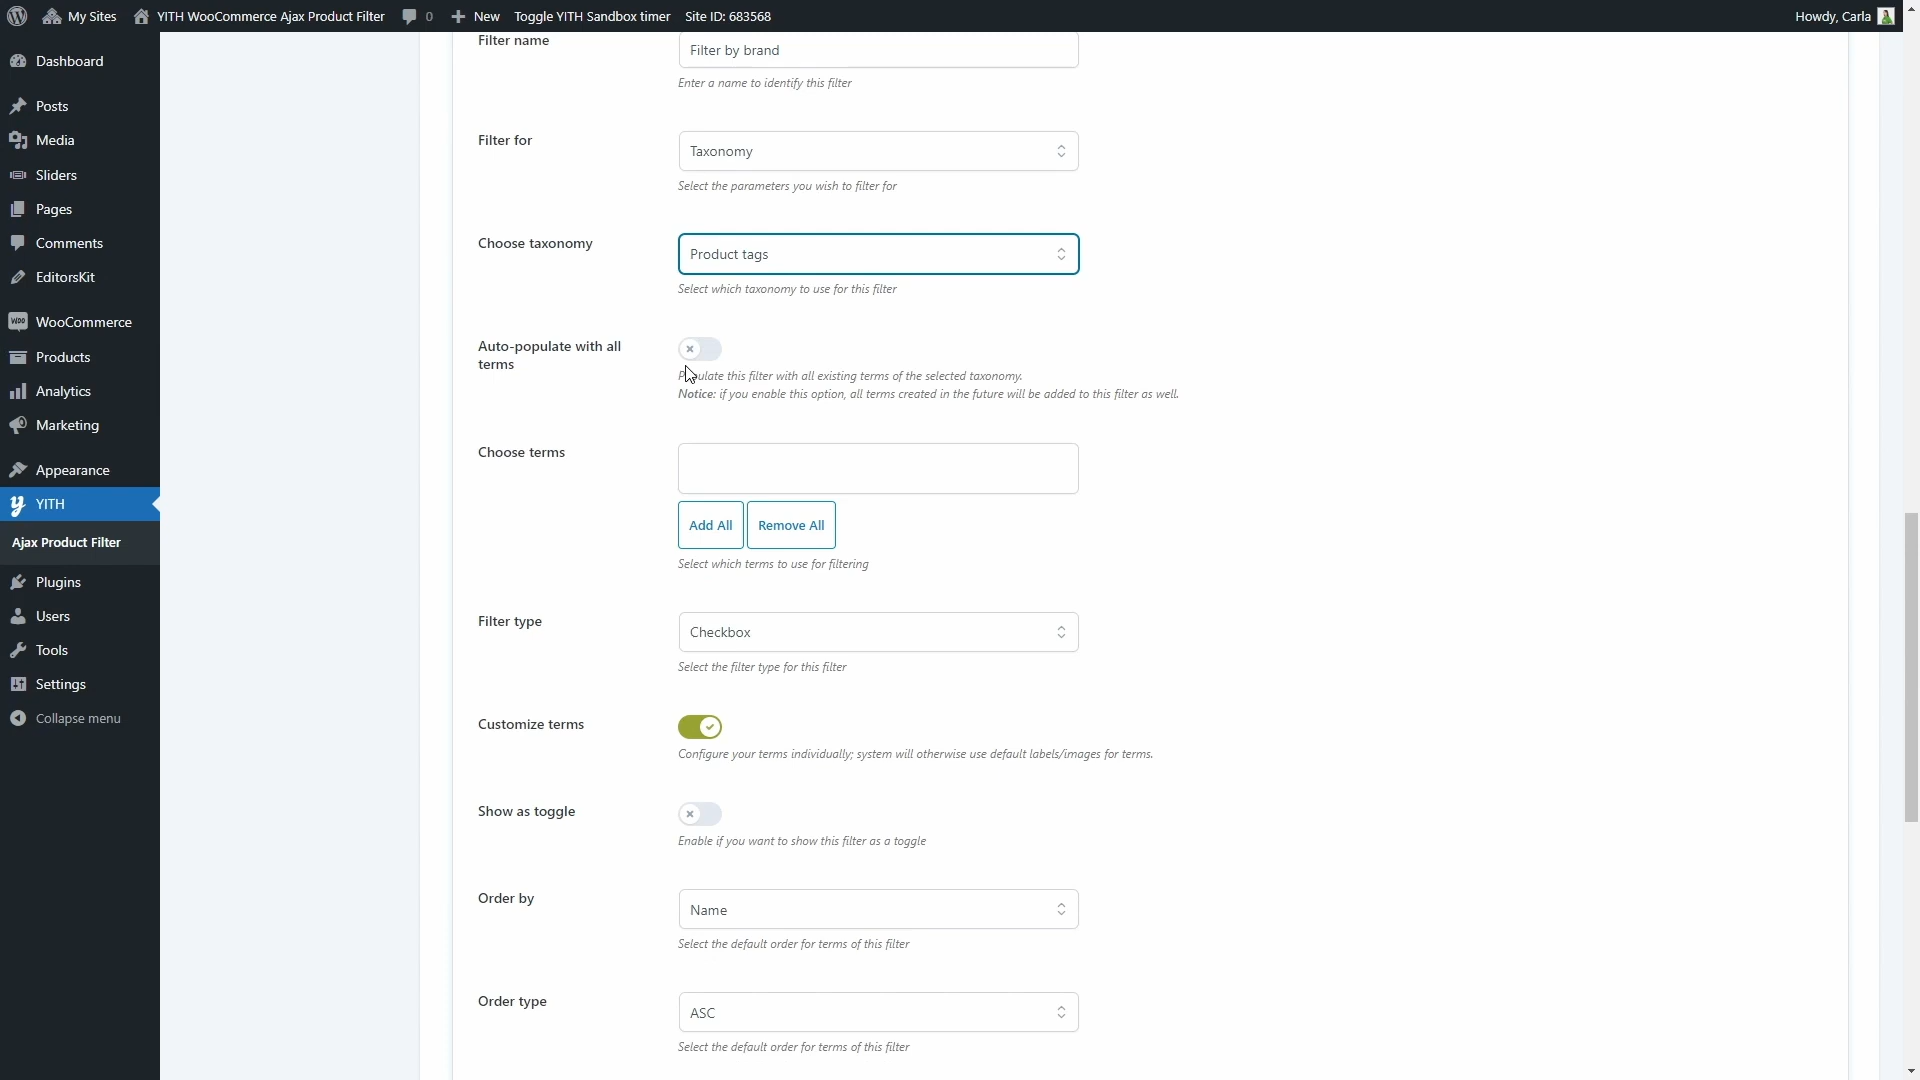 My Sites
YITH WooCommerce Ajax Product Filter
0
New
Toggle YITH Sandbox timer
Site ID: 683568
Howdy, Carla
Dashboard
Posts
Media
Sliders
Pages
Comments
EditorsKit
WooCommerce
Products
Analytics
Marketing
Appearance
YITH
Ajax Product Filter
Plugins
Users
Tools
Settings
Collapse menu
Filter name
Filter by brand
Enter a name to identify this filter
Filter for
Taxonomy
Select the parameters you wish to filter for
Choose taxonomy
Product tags
Select which taxonomy to use for this filter
Auto-populate with all
terms
this filter with all existing terms of the selected taxonomy.
Notice: if you enable this option, all terms created in the future will be added to this filter as well.
Choose terms
Add All
Remove All
Select which terms to use for filtering
Filter type
Checkbox
Select the filter type for this filter
Customize terms
Configure your terms individually; system will otherwise use default labels/images for terms.
Show as toggle
Enable if you want to show this filter as a toggle
Order by
Name
Select the default order for terms of this filter
Order type
ASC
Select the default order for terms of this filter